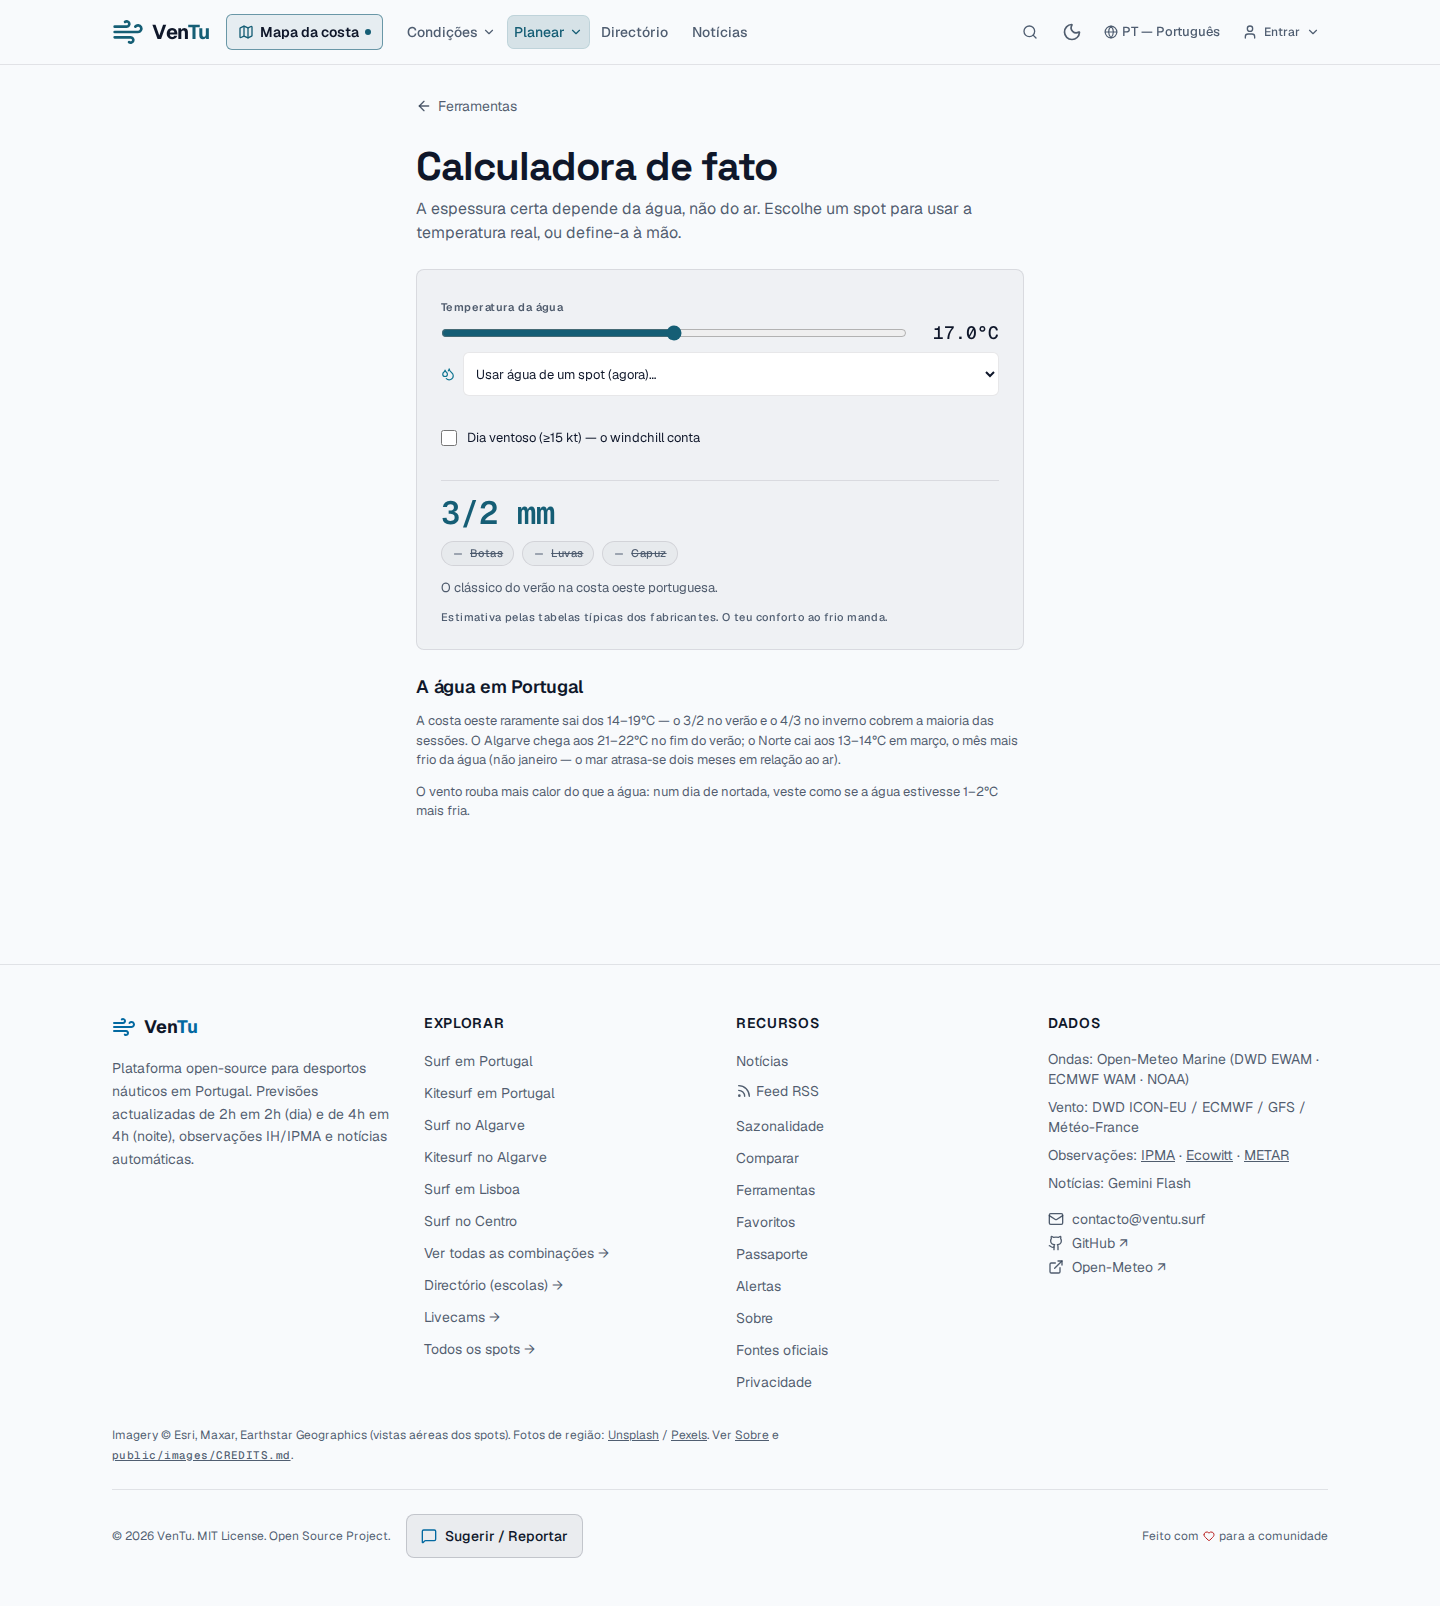 VenTu
Mapa da costa
Condições
Planear
Directório
Notícias
PT — Português
Entrar
Ferramentas
Calculadora de fato
A espessura certa depende da água, não do ar. Escolhe um spot para usar a
temperatura real, ou define-a à mão.
Temperatura da água
17.0°C
Usar água de um spot (agora)…
Dia ventoso (≥15 kt) — o windchill conta
3/2 mm
— Botas
— Luvas
— Capuz
O clássico do verão na costa oeste portuguesa.
Estimativa pelas tabelas típicas dos fabricantes. O teu conforto ao frio manda.
A água em Portugal
A costa oeste raramente sai dos 14–19°C — o 3/2 no verão e o 4/3 no inverno cobrem a maioria das
sessões. O Algarve chega aos 21–22°C no fim do verão; o Norte cai aos 13–14°C em março, o mês mais
frio da água (não janeiro — o mar atrasa-se dois meses em relação ao ar).
O vento rouba mais calor do que a água: num dia de nortada, veste como se a água estivesse 1–2°C
mais fria.
VenTu
Plataforma open-source para desportos
náuticos em Portugal. Previsões
actualizadas de 2h em 2h (dia) e de 4h em
4h (noite), observações IH/IPMA e notícias
automáticas.
EXPLORAR
Surf em Portugal
Kitesurf em Portugal
Surf no Algarve
Kitesurf no Algarve
Surf em Lisboa
Surf no Centro
Ver todas as combinações →
Directório (escolas) →
Livecams →
Todos os spots →
RECURSOS
Notícias
Feed RSS
Sazonalidade
Comparar
Ferramentas
Favoritos
Passaporte
Alertas
Sobre
Fontes oficiais
Privacidade
DADOS
Ondas: Open-Meteo Marine (DWD EWAM ·
ECMWF WAM · NOAA)
Vento: DWD ICON-EU / ECMWF / GFS /
Météo-France
Observações: IPMA · Ecowitt · METAR
Notícias: Gemini Flash
contacto@ventu.surf
GitHub ↗
Open-Meteo ↗
Imagery © Esri, Maxar, Earthstar Geographics (vistas aéreas dos spots). Fotos de região: Unsplash / Pexels. Ver Sobre e
public/images/CREDITS.md.
© 2026 VenTu. MIT License. Open Source Project.
Sugerir / Reportar
Feito com ♡ para a comunidade